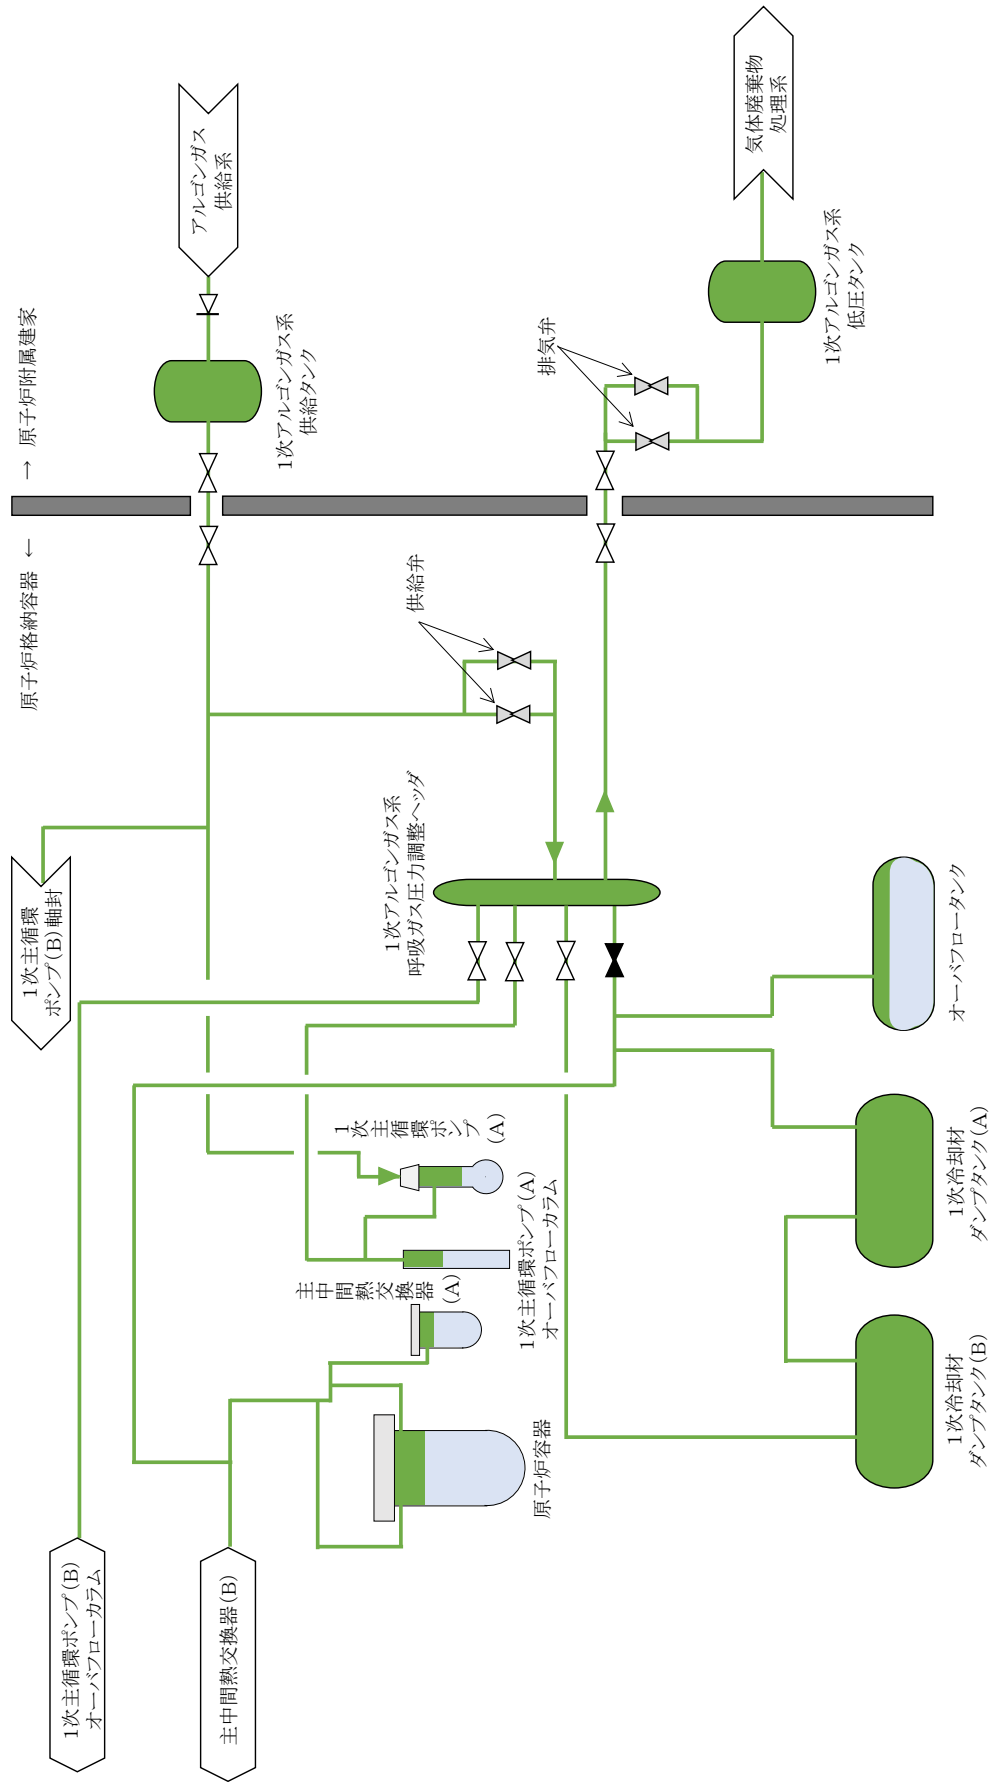 1次主循環ポンプ(B)
オーバフローカラム
主中間熱交換器(B)
1次主循環
ポンプ(B)軸封
原子炉格納容器 ←
→ 原子炉附属建家
アルゴンガス
供給系
1次アルゴンガス系
供給タンク
供給弁
排気弁
気体廃棄物
処理系
1次アルゴンガス系
低圧タンク
1次アルゴンガス系
呼吸ガス圧力調整ヘッダ
1次主循環ポンプ
(A)
主中間熱交換器
(A)
1次主循環ポンプ(A)
オーバフローカラム
原子炉容器
オーバフロータンク
1次冷却材
ダンプタンク(A)
1次冷却材
ダンプタンク(B)